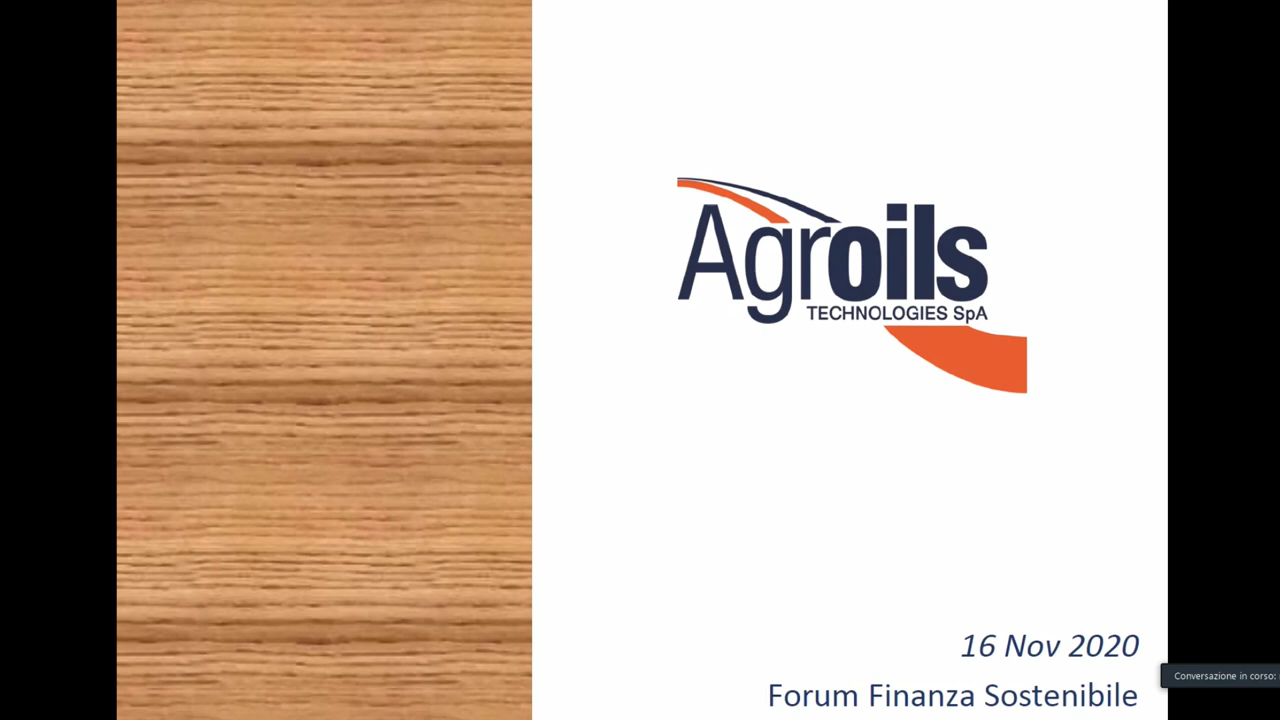 Agroils
TECHNOLOGIES SpA
16 Nov 2020
Conversazione in corso:
Forum Finanza Sostenibile